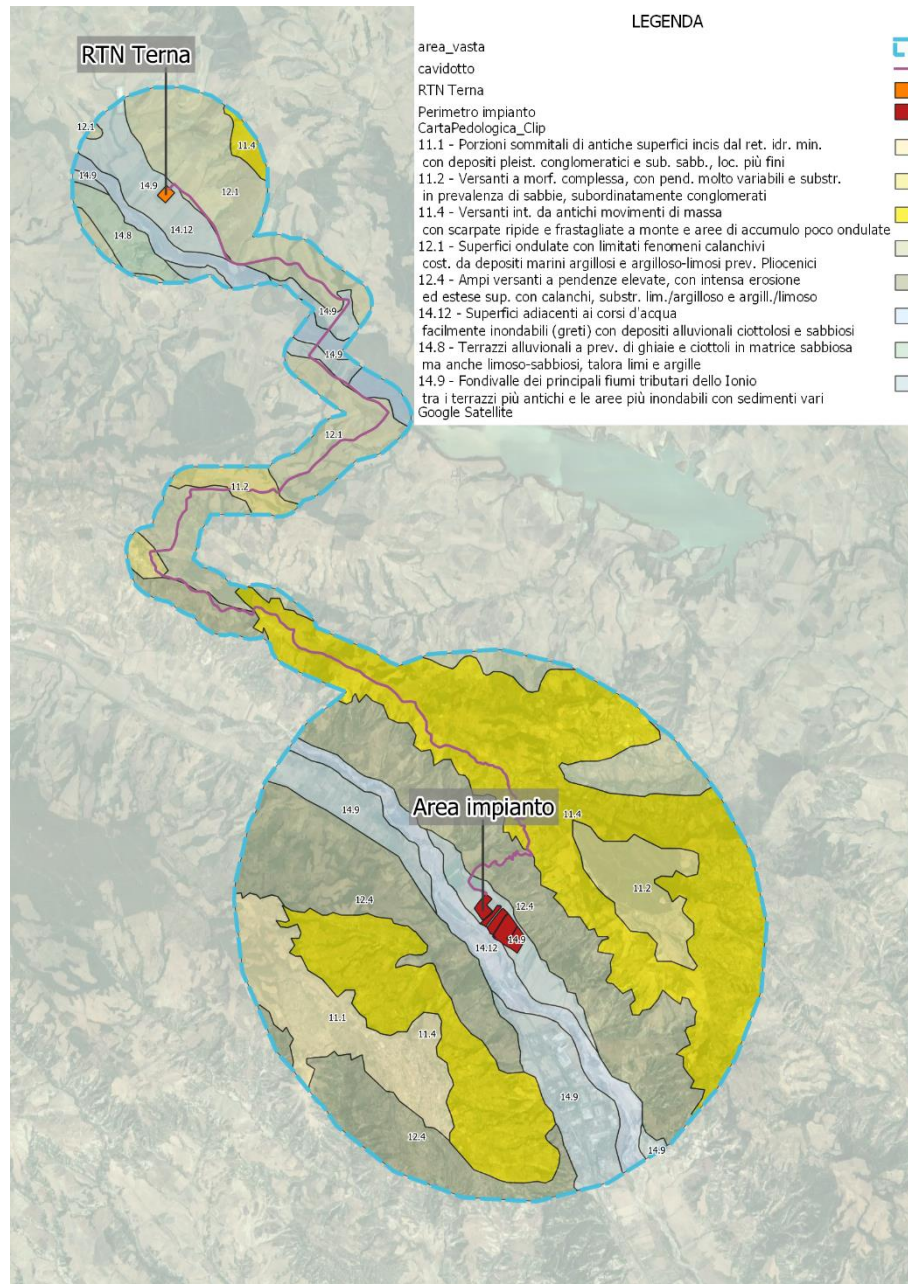 LEGENDA
area_vasta
cavidotto
RTN Terna
Perimetro impianto
CartaPedologica_Clip
11.1 - Porzioni sommitali di antiche superfici incis dal ret. idr. min.
con depositi pleist. conglomeratici e sub. sabb., loc. più fini
11.2 - Versanti a morf. complessa, con pend. molto variabili e substr.
in prevalenza di sabbie, subordinatamente conglomerati
11.4 - Versanti int. da antichi movimenti di massa
con scarpate ripide e frastagliate a monte e aree di accumulo poco ondulate
12.1 - Superfici ondulate con limitati fenomeni calanchivi
cost. da depositi marini argillosi e argilloso-limosi prev. Pliocenici
12.4 - Ampi versanti a pendenze elevate, con intensa erosione
ed estese sup. con calanchi, substr. lim./argilloso e argill./limoso
14.12 - Superfici adiacenti ai corsi d'acqua
facilmente inondabili (greti) con depositi alluvionali ciottolosi e sabbiosi
14.8 - Terrazzi alluvionali a prev. di ghiaie e ciottoli in matrice sabbiosa
ma anche limoso-sabbiosi, talora limi e argille
14.9 - Fondivalle dei principali fiumi tributari dello Ionio
tra i terrazzi più antichi e le aree più inondabili con sedimenti vari
Google Satellite
RTN Terna
12.1
11.4
14.9
14.9
12.1
14.12
14.8
14.9
14.9
12.1
11.2
14.9
Area impianto
11.4
11.2
12.4
12.4
14.9
14.12
11.1
11.4
14.9
12.4
14.9